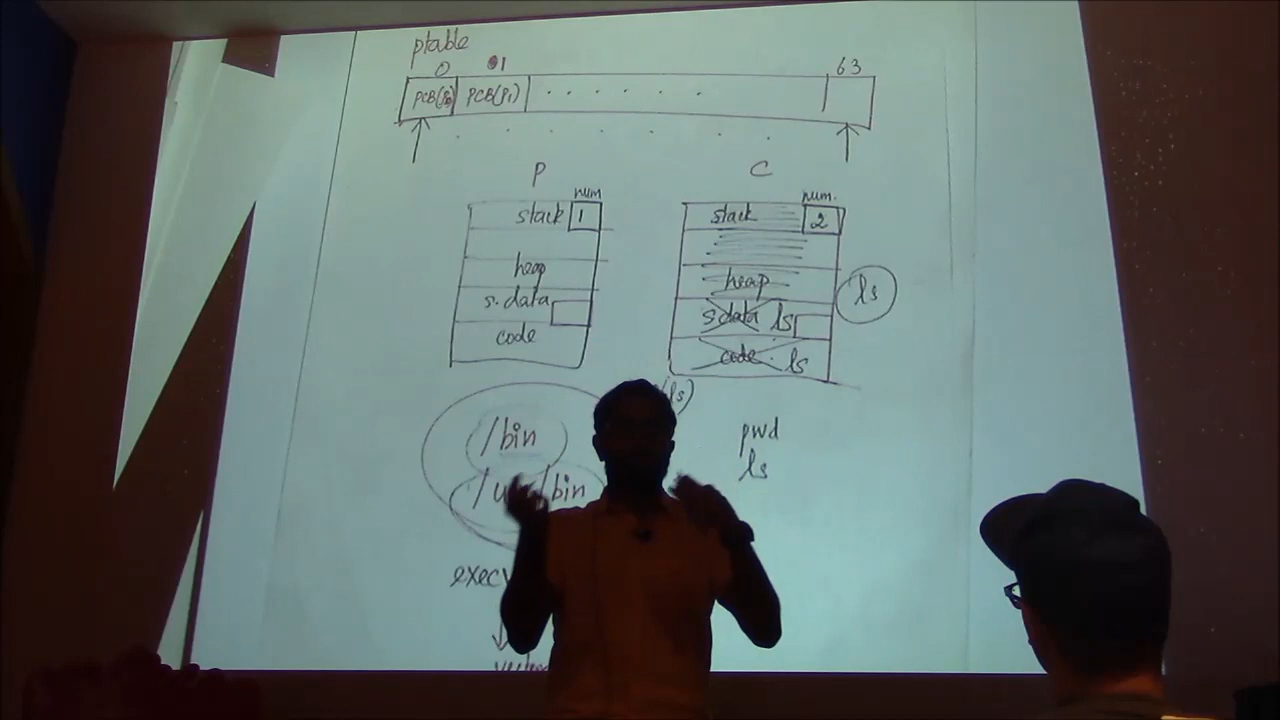 ptable
0 1 63
PCB(P0) PCB(P1) . . . . . .
P C
num num.
stack 1 stack 2
heap heap
s.data s.data ls ls
code code ls
ls)
/bin pwd
/bin ls